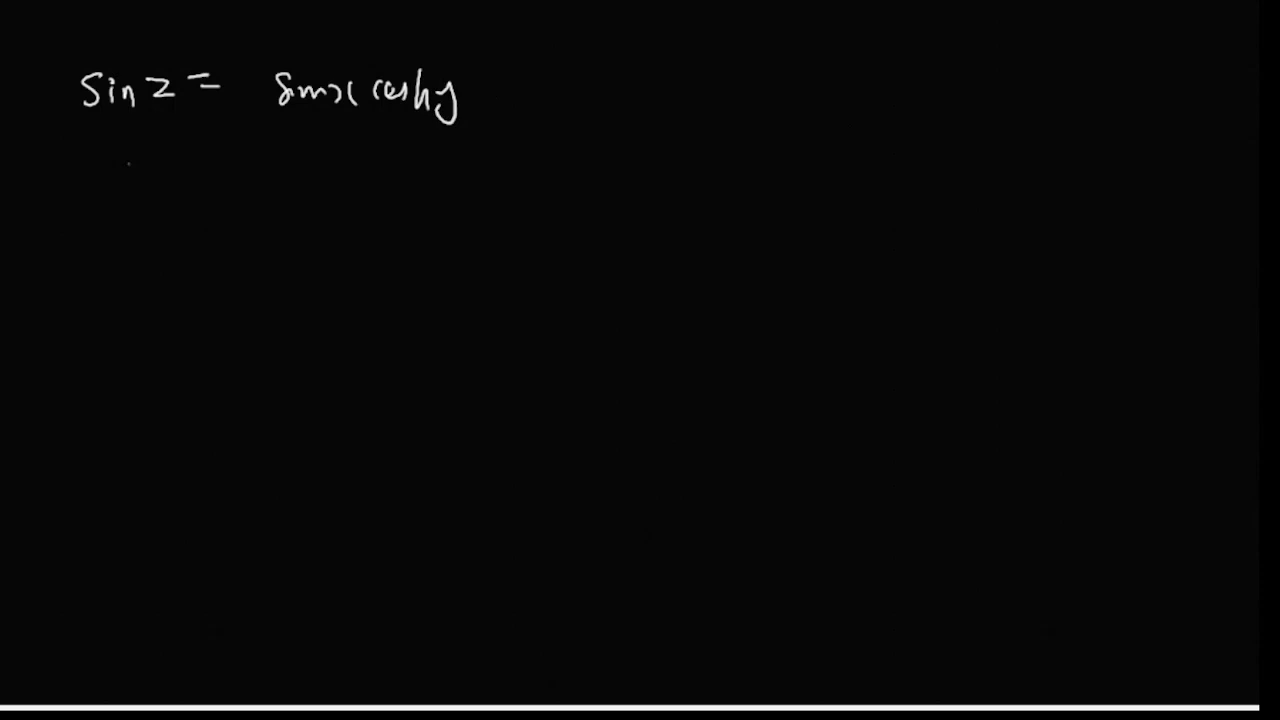 sin z = sin x cosh y